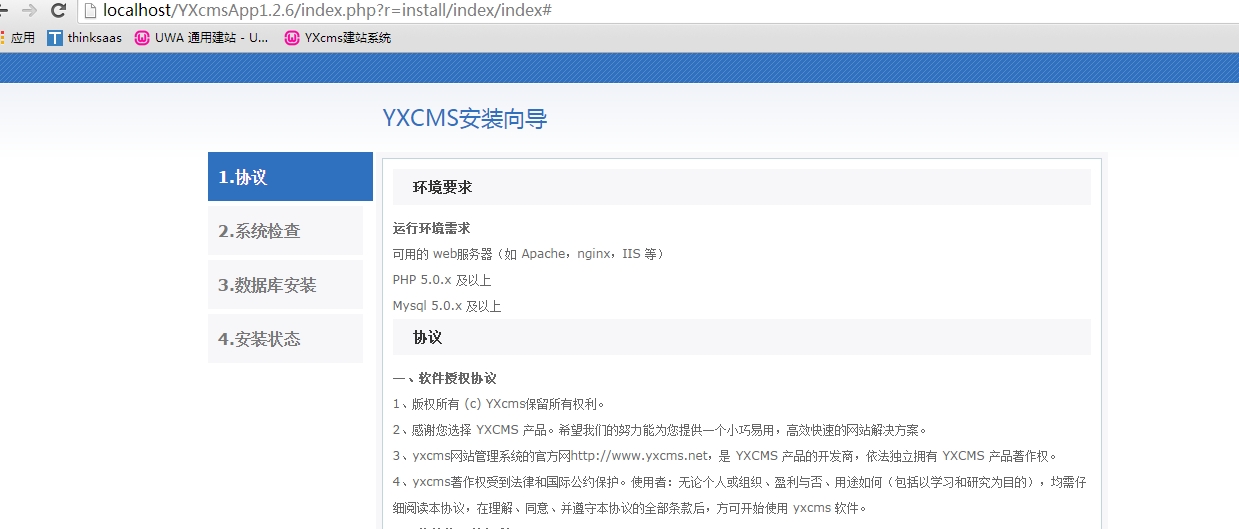 localhost/YXcmsApp1.2.6/index.php?r=install/index/index#
应用 thinksaas UWA 通用建站 - U... YXcms建站系统
YXCMS安装向导
1.协议
2.系统检查
3.数据库安装
4.安装状态
环境要求
运行环境需求
可用的 web服务器（如 Apache，nginx，IIS 等）
PHP 5.0.x 及以上
Mysql 5.0.x 及以上
协议
一、软件授权协议
1、版权所有 (c) YXcms保留所有权利。
2、感谢您选择 YXCMS 产品。希望我们的努力能为您提供一个小巧易用，高效快速的网站解决方案。
3、yxcms网站管理系统的官方网http://www.yxcms.net，是 YXCMS 产品的开发商，依法独立拥有 YXCMS 产品著作权。
4、yxcms著作权受到法律和国际公约保护。使用者：无论个人或组织、盈利与否、用途如何（包括以学习和研究为目的），均需仔
细阅读本协议，在理解、同意、并遵守本协议的全部条款后，方可开始使用 yxcms 软件。